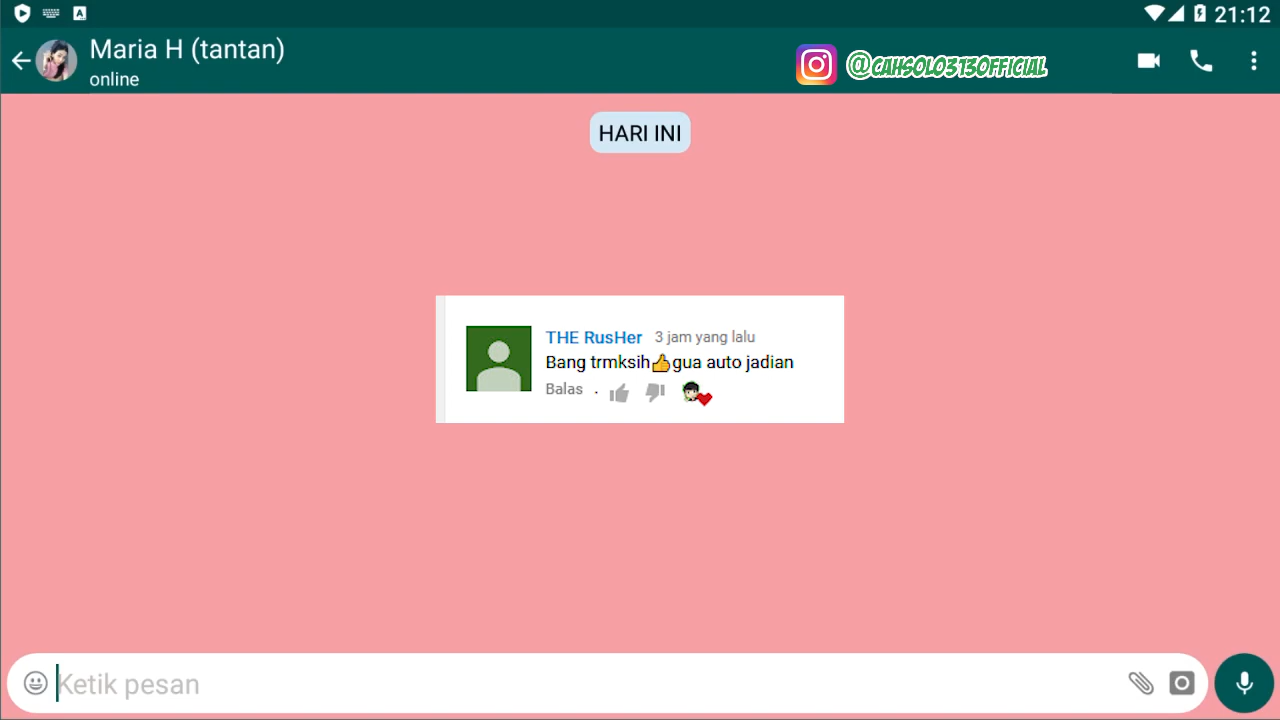 21:12
Maria H (tantan)
online
@CAHSOLO313OFFICIAL
HARI INI
THE RusHer 3 jam yang lalu
Bang trmksih👍gua auto jadian
Balas .
Ketik pesan